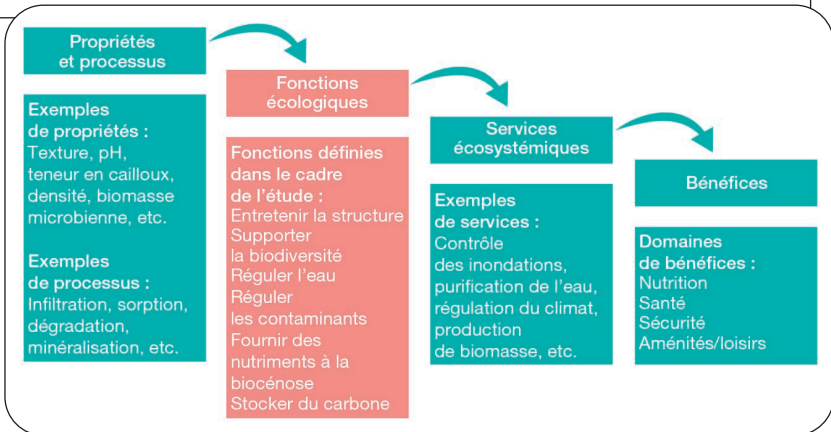 Propriétés
et processus
Exemples
de propriétés :
Texture, pH,
teneur en cailloux,
densité, biomasse
microbienne, etc.
Exemples
de processus :
Infiltration, sorption,
dégradation,
minéralisation, etc.
Fonctions
écologiques
Fonctions définies
dans le cadre
de l’étude :
Entretenir la structure
Supporter
la biodiversité
Réguler l’eau
Réguler
les contaminants
Fournir des
nutriments à la
biocénose
Stocker du carbone
Services
écosystémiques
Exemples
de services :
Contrôle
des inondations,
purification de l’eau,
régulation du climat,
production
de biomasse, etc.
Bénéfices
Domaines
de bénéfices :
Nutrition
Santé
Sécurité
Aménités/loisirs